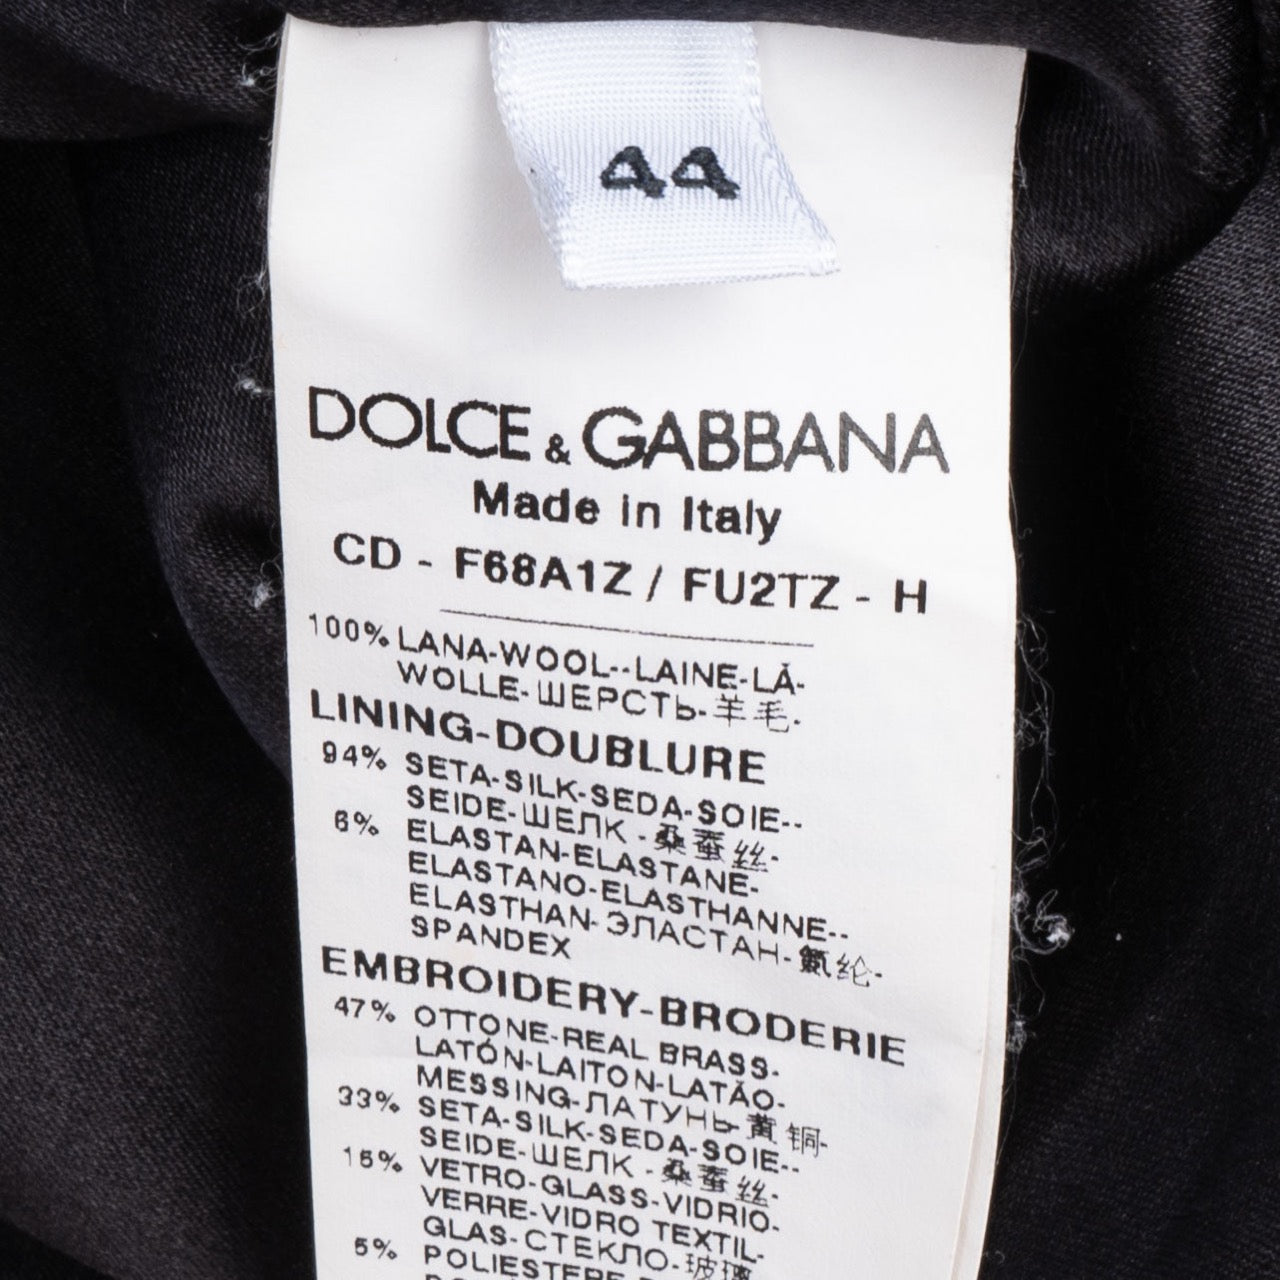 44
DOLCE & GABBANA
Made in Italy
CD - F68A1Z / FU2TZ - H
100% LANA-WOOL--LAINE-LÃ-
WOLLE-ШЕРСТЬ-羊毛-
LINING-DOUBLURE
94% SETA-SILK-SEDA-SOIE--
SEIDE-ШЕЛК-桑蚕丝-
6% ELASTAN-ELASTANE-
ELASTANO-ELASTHANNE--
ELASTHAN-ЭЛАСТАН-氨纶-
SPANDEX
EMBROIDERY-BRODERIE
47% OTTONE-REAL BRASS-
LATÓN-LAITON-LATÃO-
MESSING-ЛАТУНЬ-黄铜-
33% SETA-SILK-SEDA-SOIE--
SEIDE-ШЕЛК-桑蚕丝-
15% VETRO-GLASS-VIDRIO-
VERRE-VIDRO TEXTIL-
GLAS-СТЕКЛО-玻璃
5% POLIESTERE